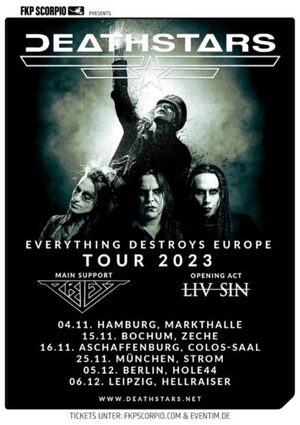 FKP SCORPIO PRESENTS
DEATHSTARS
EVERYTHING DESTROYS EUROPE
TOUR 2023
MAIN SUPPORT
PRIEST
OPENING ACT
LIV SIN
04.11. HAMBURG, MARKTHALLE
15.11. BOCHUM, ZECHE
16.11. ASCHAFFENBURG, COLOS-SAAL
25.11. MÜNCHEN, STROM
05.12. BERLIN, HOLE44
06.12. LEIPZIG, HELLRAISER
WWW.DEATHSTARS.NET
TICKETS UNTER: FKPSCORPIO.COM & EVENTIM.DE